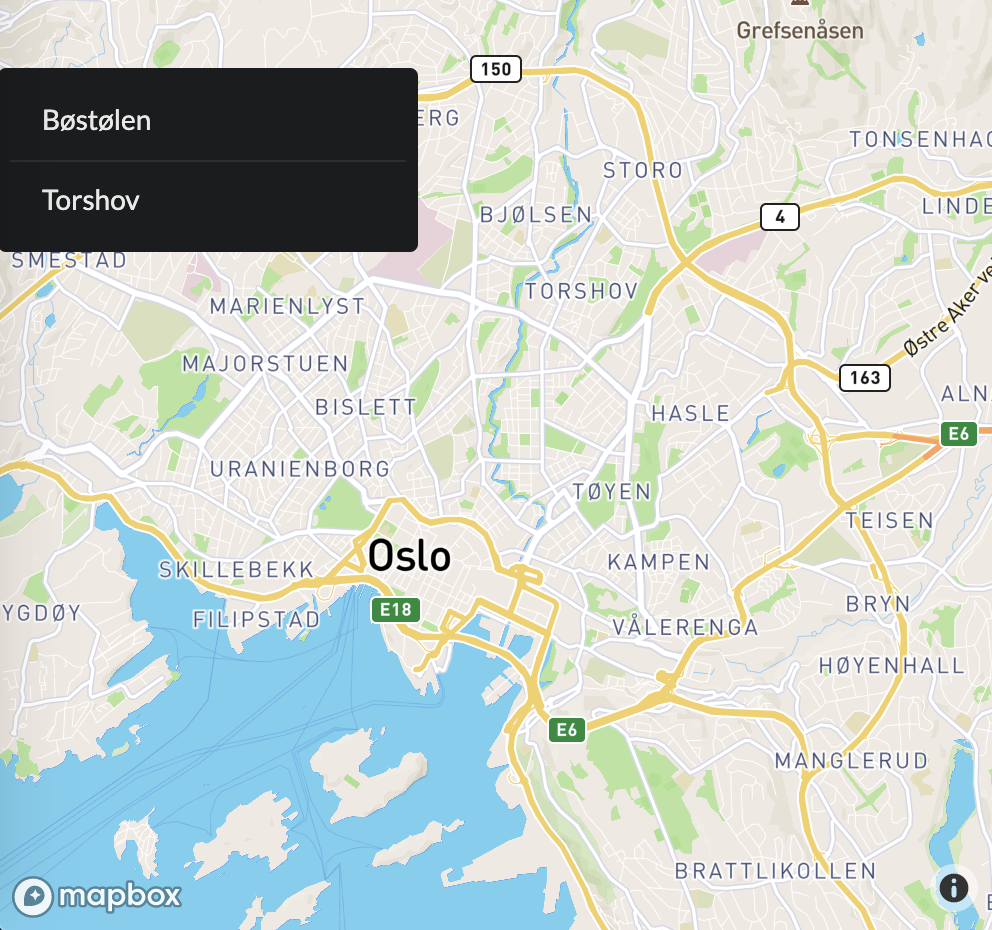 Grefsenåsen
150
Bøstølen
ERG
TONSENHAG
STORO
Torshov
LINDE
BJØLSEN
4
SMESTAD
TORSHOV
MARIENLYST
Østre Aker ve
MAJORSTUEN
163
ALN
BISLETT
HASLE
E6
URANIENBORG
TØYEN
TEISEN
Oslo
KAMPEN
SKILLEBEKK
BRYN
E18
YGDØY
FILIPSTAD
VÅLERENGA
HØYENHALL
E6
MANGLERUD
BRATTLIKOLLEN
mapbox
i